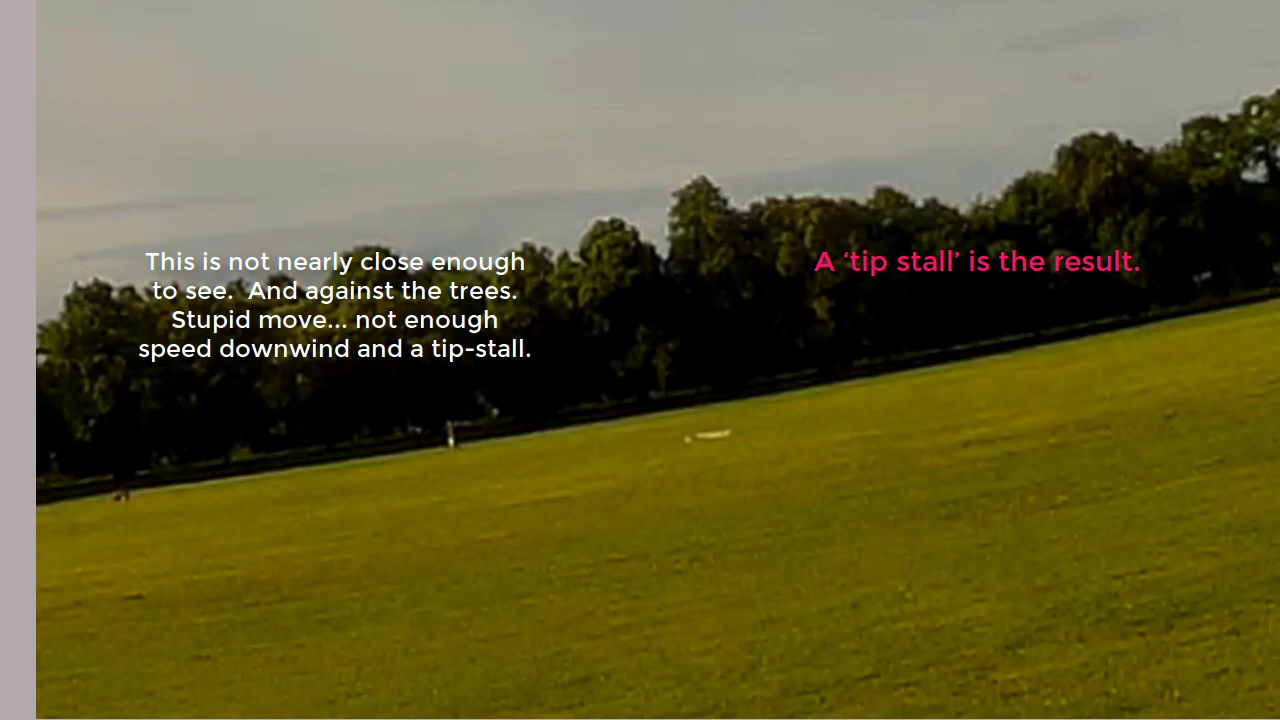 This is not nearly close enough
to see.  And against the trees.
Stupid move... not enough
speed downwind and a tip-stall.
A ‘tip stall’ is the result.